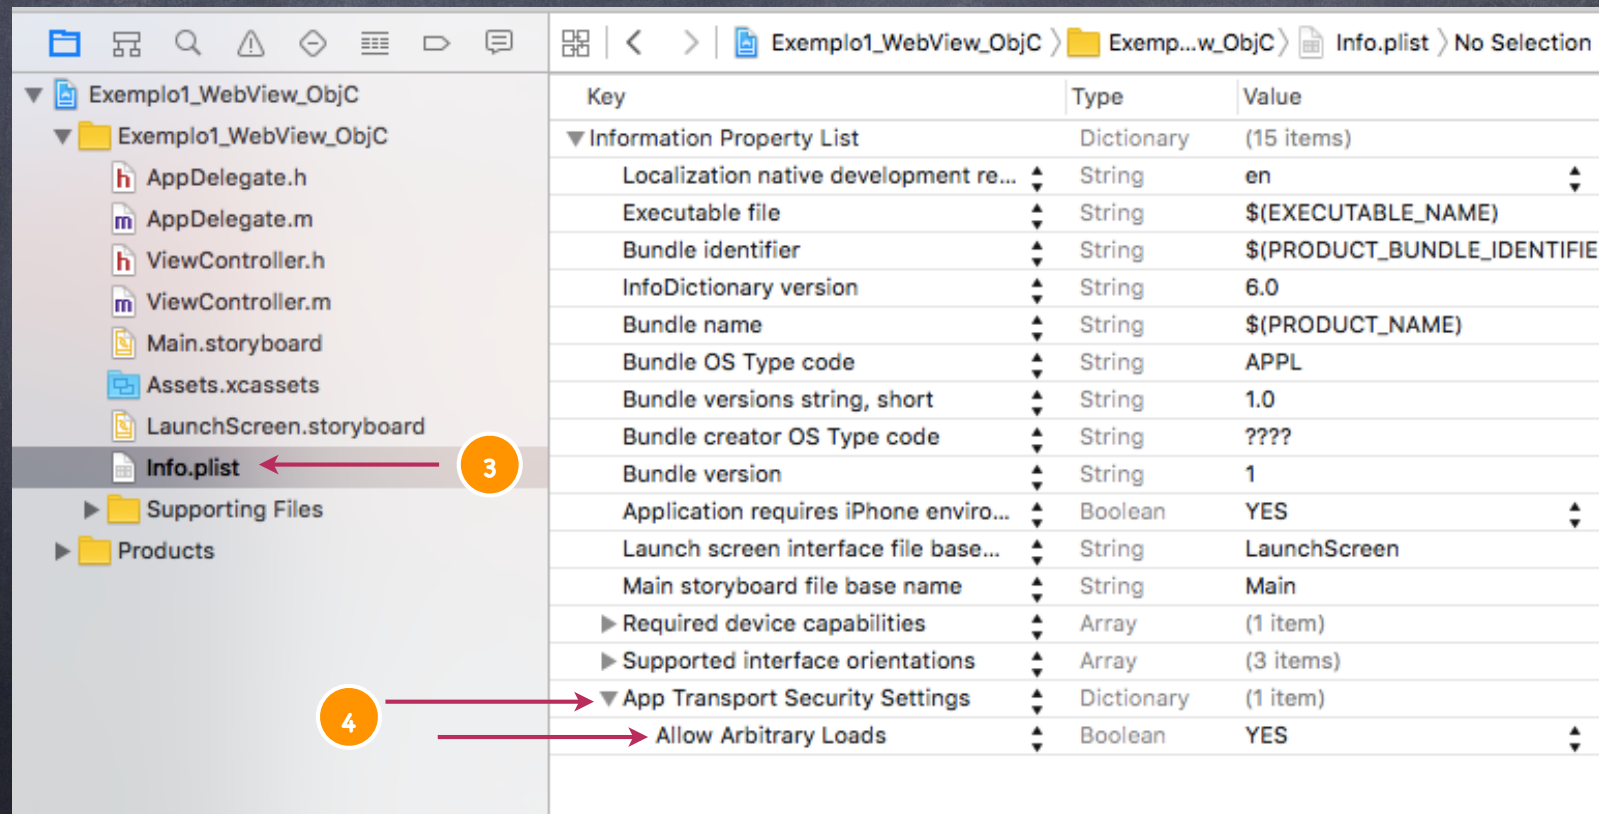 Exemplo1_WebView_ObjC Exemp...w_ObjC Info.plist No Selection
Exemplo1_WebView_ObjC
Exemplo1_WebView_ObjC
AppDelegate.h
AppDelegate.m
ViewController.h
ViewController.m
Main.storyboard
Assets.xcassets
LaunchScreen.storyboard
Info.plist
3
Supporting Files
Products
4
Key Type Value
Information Property List Dictionary (15 items)
Localization native development re... String en
Executable file String $(EXECUTABLE_NAME)
Bundle identifier String $(PRODUCT_BUNDLE_IDENTIFIE
InfoDictionary version String 6.0
Bundle name String $(PRODUCT_NAME)
Bundle OS Type code String APPL
Bundle versions string, short String 1.0
Bundle creator OS Type code String ????
Bundle version String 1
Application requires iPhone enviro... Boolean YES
Launch screen interface file base... String LaunchScreen
Main storyboard file base name String Main
Required device capabilities Array (1 item)
Supported interface orientations Array (3 items)
App Transport Security Settings Dictionary (1 item)
Allow Arbitrary Loads Boolean YES